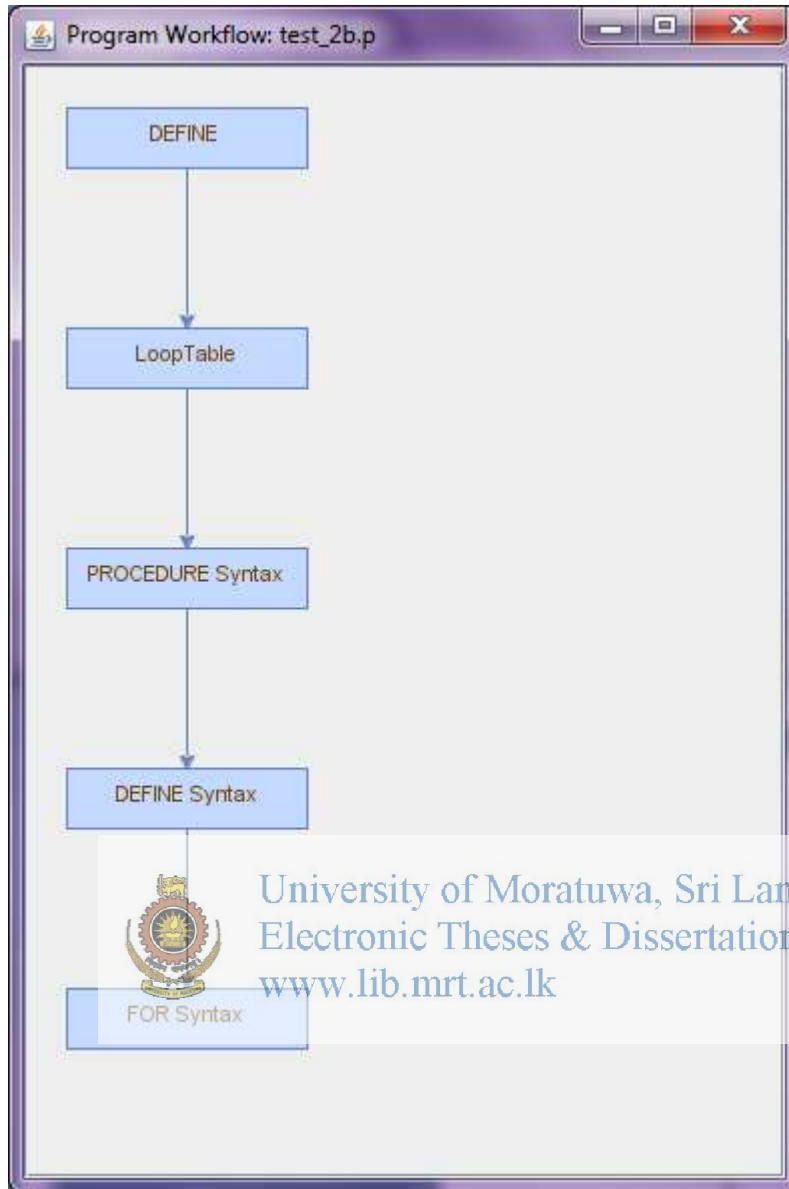 Program Workflow: test_2b.p
DEFINE
LoopTable
PROCEDURE Syntax
DEFINE Syntax
University of Moratuwa, Sri Lan
Electronic Theses & Dissertation
www.lib.mrt.ac.lk
FOR Syntax